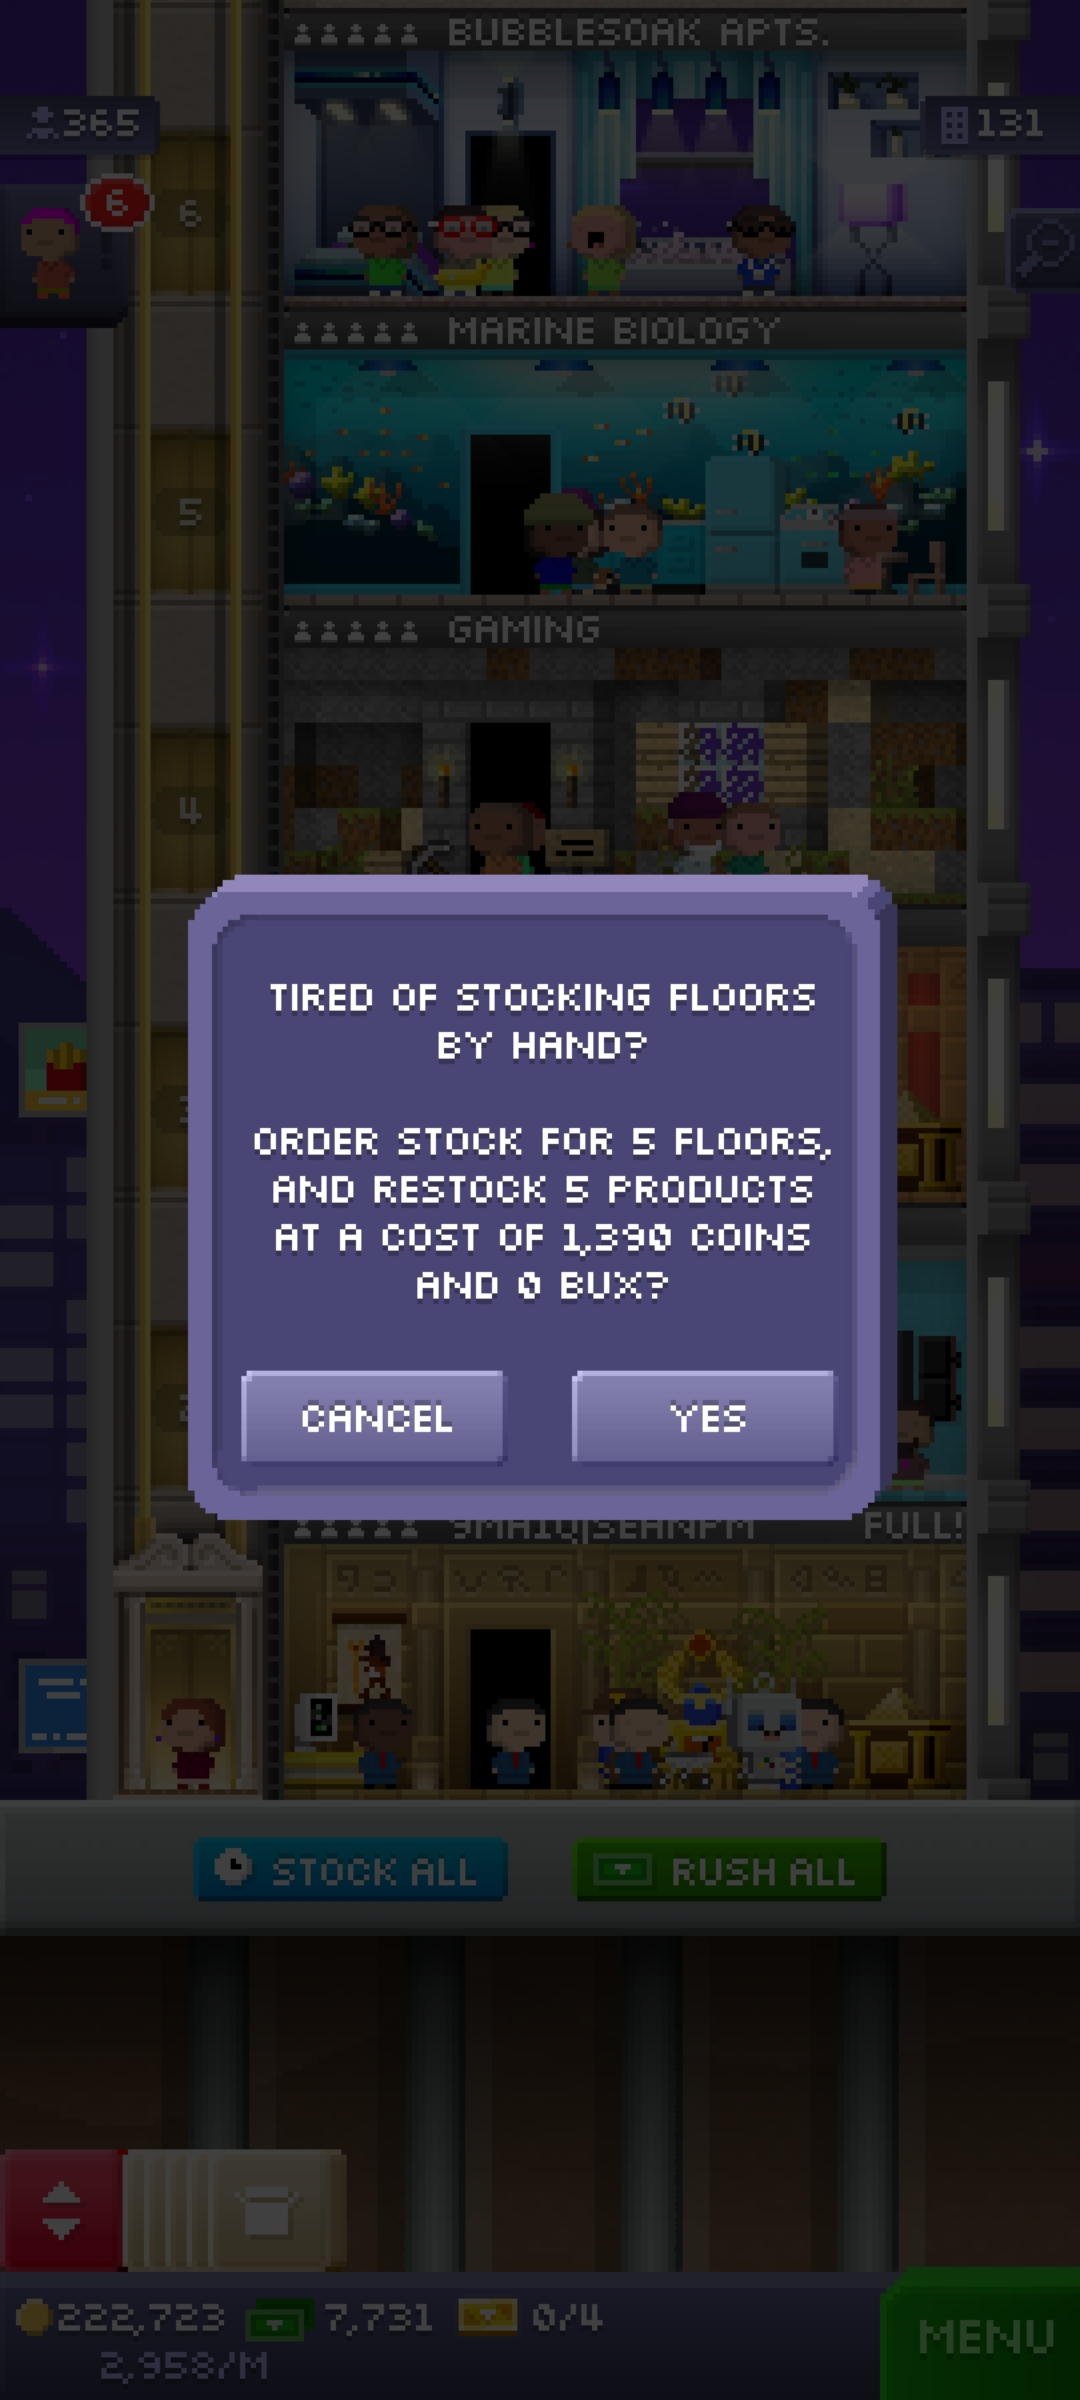 BUBBLESOAK APTS.
365
131
6
6
MARINE BIOLOGY
5
GAMING
4
TIRED OF STOCKING FLOORS
BY HAND?
ORDER STOCK FOR 5 FLOORS,
AND RESTOCK 5 PRODUCTS
AT A COST OF 1,390 COINS
AND 0 BUX?
CANCEL
YES
FULL!
STOCK ALL
RUSH ALL
222,723
7,731
0/4
2,958/M
MENU